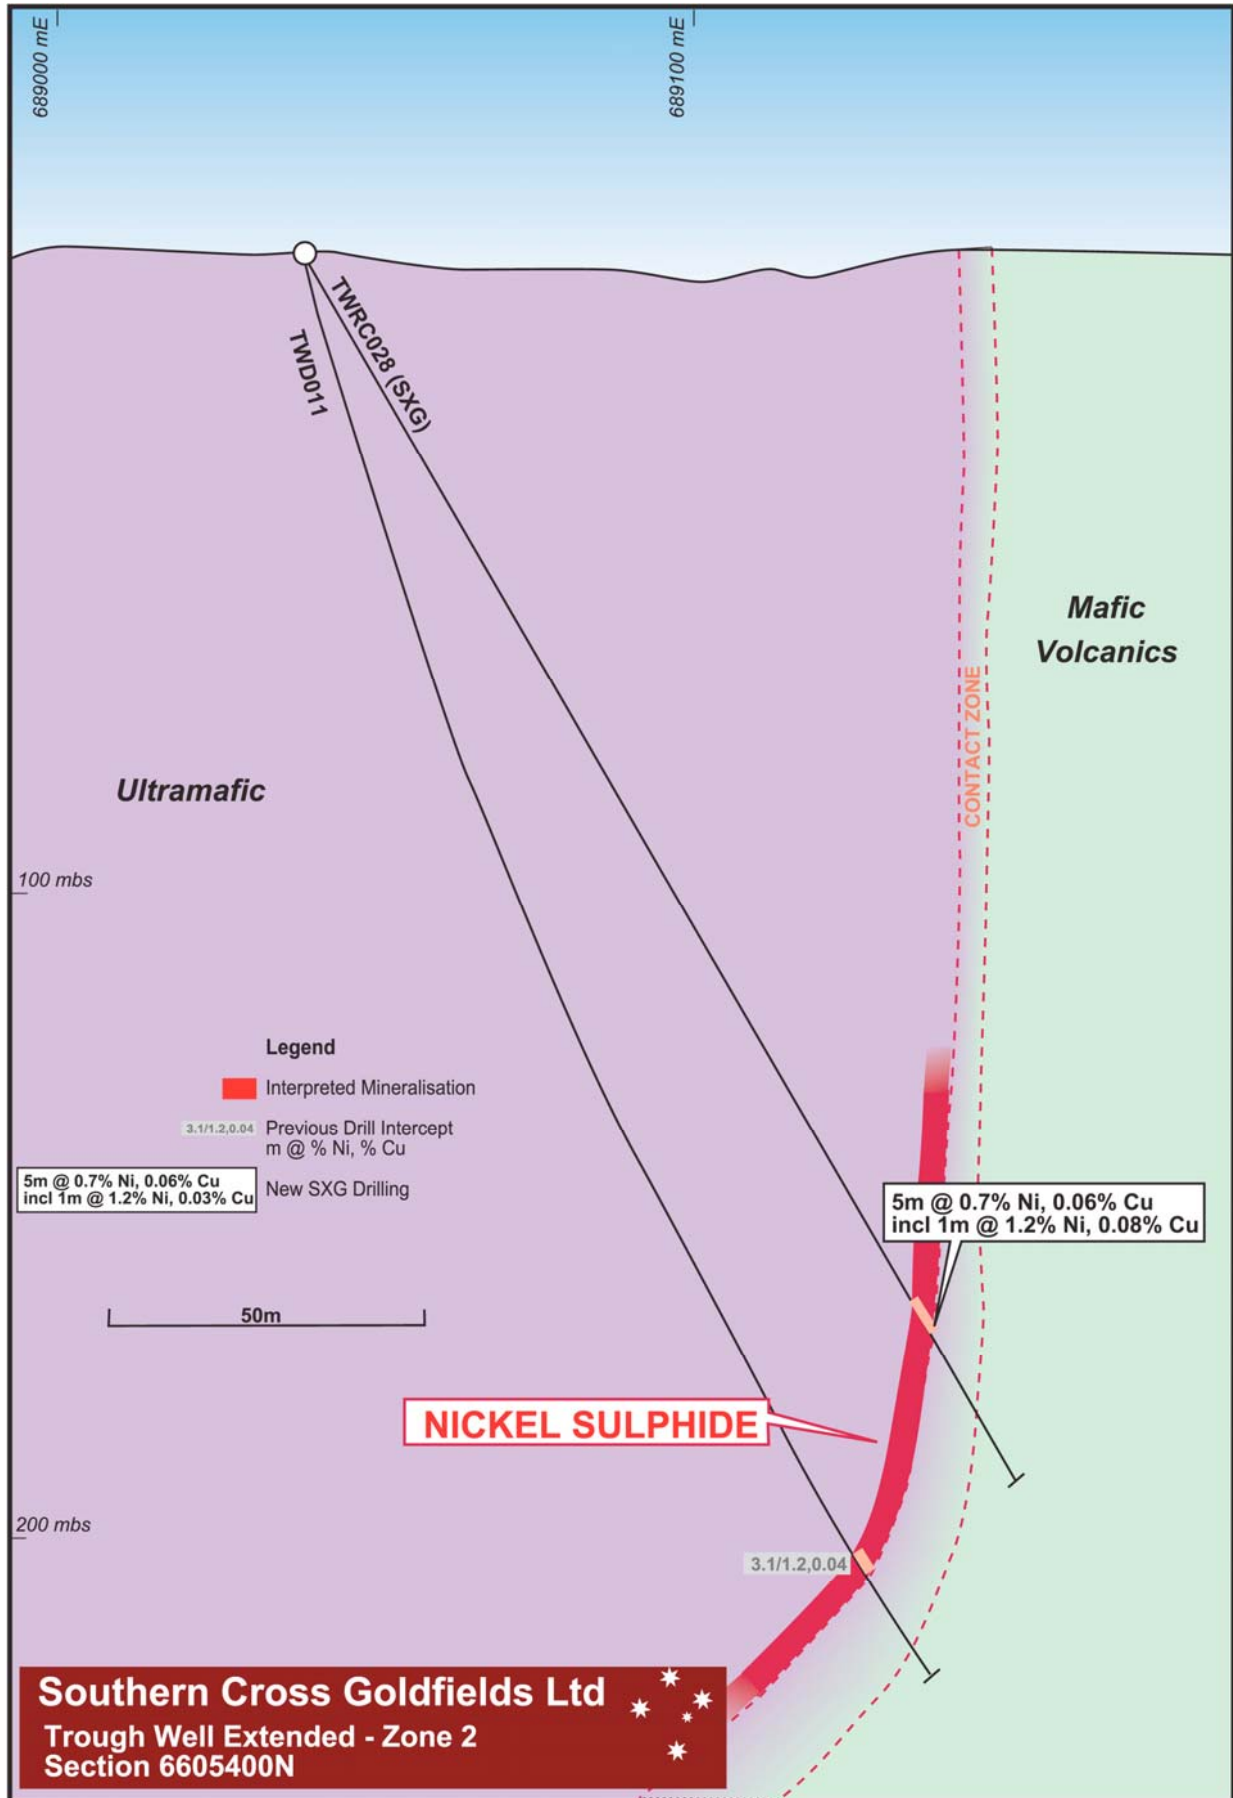 689000 mE
689100 mE
TWRC028 (SXG)
TWD011
Mafic
Volcanics
CONTACT ZONE
Ultramafic
100 mbs
Legend
Interpreted Mineralisation
3.1/1.2,0.04
Previous Drill Intercept
m @ % Ni, % Cu
5m @ 0.7% Ni, 0.06% Cu
incl 1m @ 1.2% Ni, 0.03% Cu
New SXG Drilling
5m @ 0.7% Ni, 0.06% Cu
incl 1m @ 1.2% Ni, 0.08% Cu
50m
NICKEL SULPHIDE
200 mbs
3.1/1.2,0.04
Southern Cross Goldfields Ltd
Trough Well Extended - Zone 2
Section 6605400N